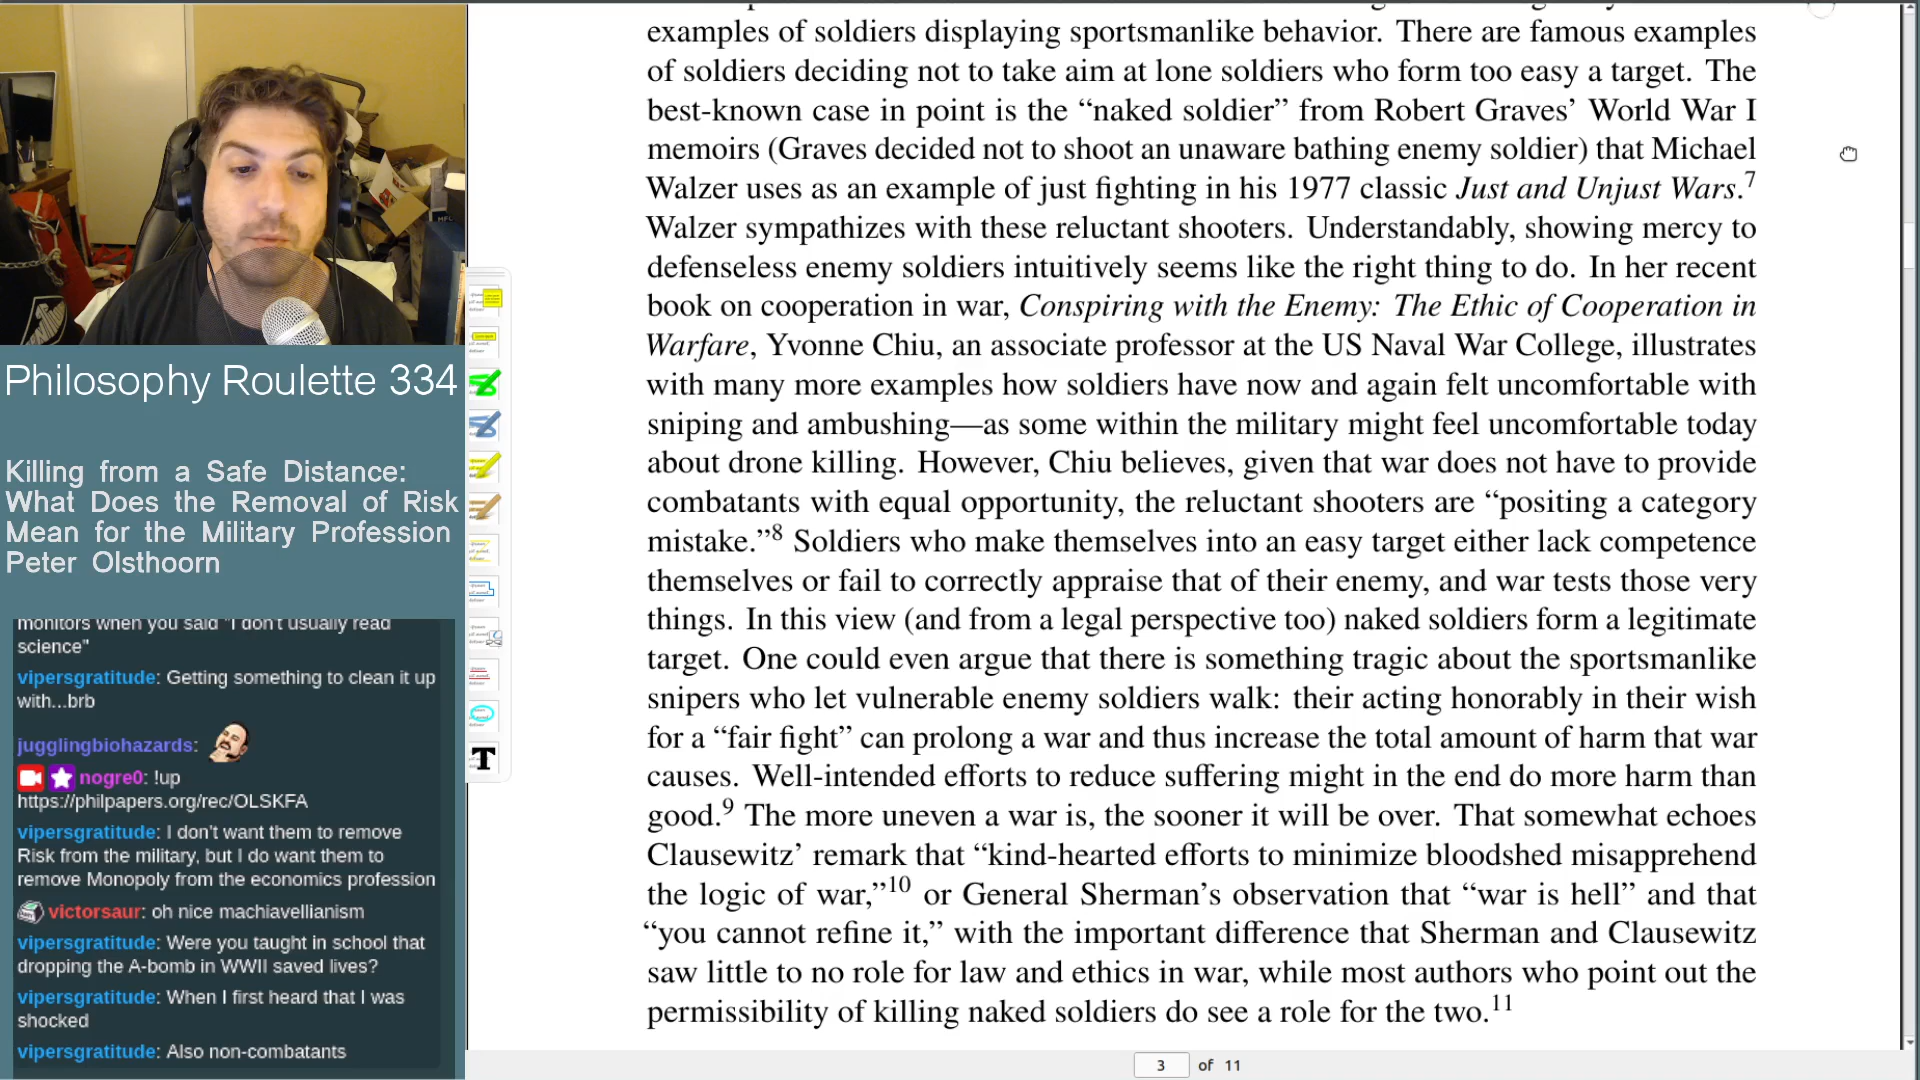 examples of soldiers displaying sportsmanlike behavior. There are famous examples
of soldiers deciding not to take aim at lone soldiers who form too easy a target. The
best-known case in point is the “naked soldier” from Robert Graves’ World War I
memoirs (Graves decided not to shoot an unaware bathing enemy soldier) that Michael
Walzer uses as an example of just fighting in his 1977 classic Just and Unjust Wars.7
Walzer sympathizes with these reluctant shooters. Understandably, showing mercy to
defenseless enemy soldiers intuitively seems like the right thing to do. In her recent
book on cooperation in war, Conspiring with the Enemy: The Ethic of Cooperation in
Warfare, Yvonne Chiu, an associate professor at the US Naval War College, illustrates
with many more examples how soldiers have now and again felt uncomfortable with
sniping and ambushing—as some within the military might feel uncomfortable today
about drone killing. However, Chiu believes, given that war does not have to provide
combatants with equal opportunity, the reluctant shooters are “positing a category
mistake.”8 Soldiers who make themselves into an easy target either lack competence
themselves or fail to correctly appraise that of their enemy, and war tests those very
things. In this view (and from a legal perspective too) naked soldiers form a legitimate
target. One could even argue that there is something tragic about the sportsmanlike
snipers who let vulnerable enemy soldiers walk: their acting honorably in their wish
for a “fair fight” can prolong a war and thus increase the total amount of harm that war
causes. Well-intended efforts to reduce suffering might in the end do more harm than
good.9 The more uneven a war is, the sooner it will be over. That somewhat echoes
Clausewitz’ remark that “kind-hearted efforts to minimize bloodshed misapprehend
the logic of war,”10 or General Sherman’s observation that “war is hell” and that
“you cannot refine it,” with the important difference that Sherman and Clausewitz
saw little to no role for law and ethics in war, while most authors who point out the
permissibility of killing naked soldiers do see a role for the two.11
3 of 11
T
Philosophy Roulette 334
Killing from a Safe Distance:
What Does the Removal of Risk
Mean for the Military Profession
Peter Olsthoorn
monitors when you said "I don't usually read
science"
vipersgratitude: Getting something to clean it up
with...brb
jugglingbiohazards:
nogre0: !up
https://philpapers.org/rec/OLSKFA
vipersgratitude: I don't want them to remove
Risk from the military, but I do want them to
remove Monopoly from the economics profession
victorsaur: oh nice machiavellianism
vipersgratitude: Were you taught in school that
dropping the A-bomb in WWII saved lives?
vipersgratitude: When I first heard that I was
shocked
vipersgratitude: Also non-combatants